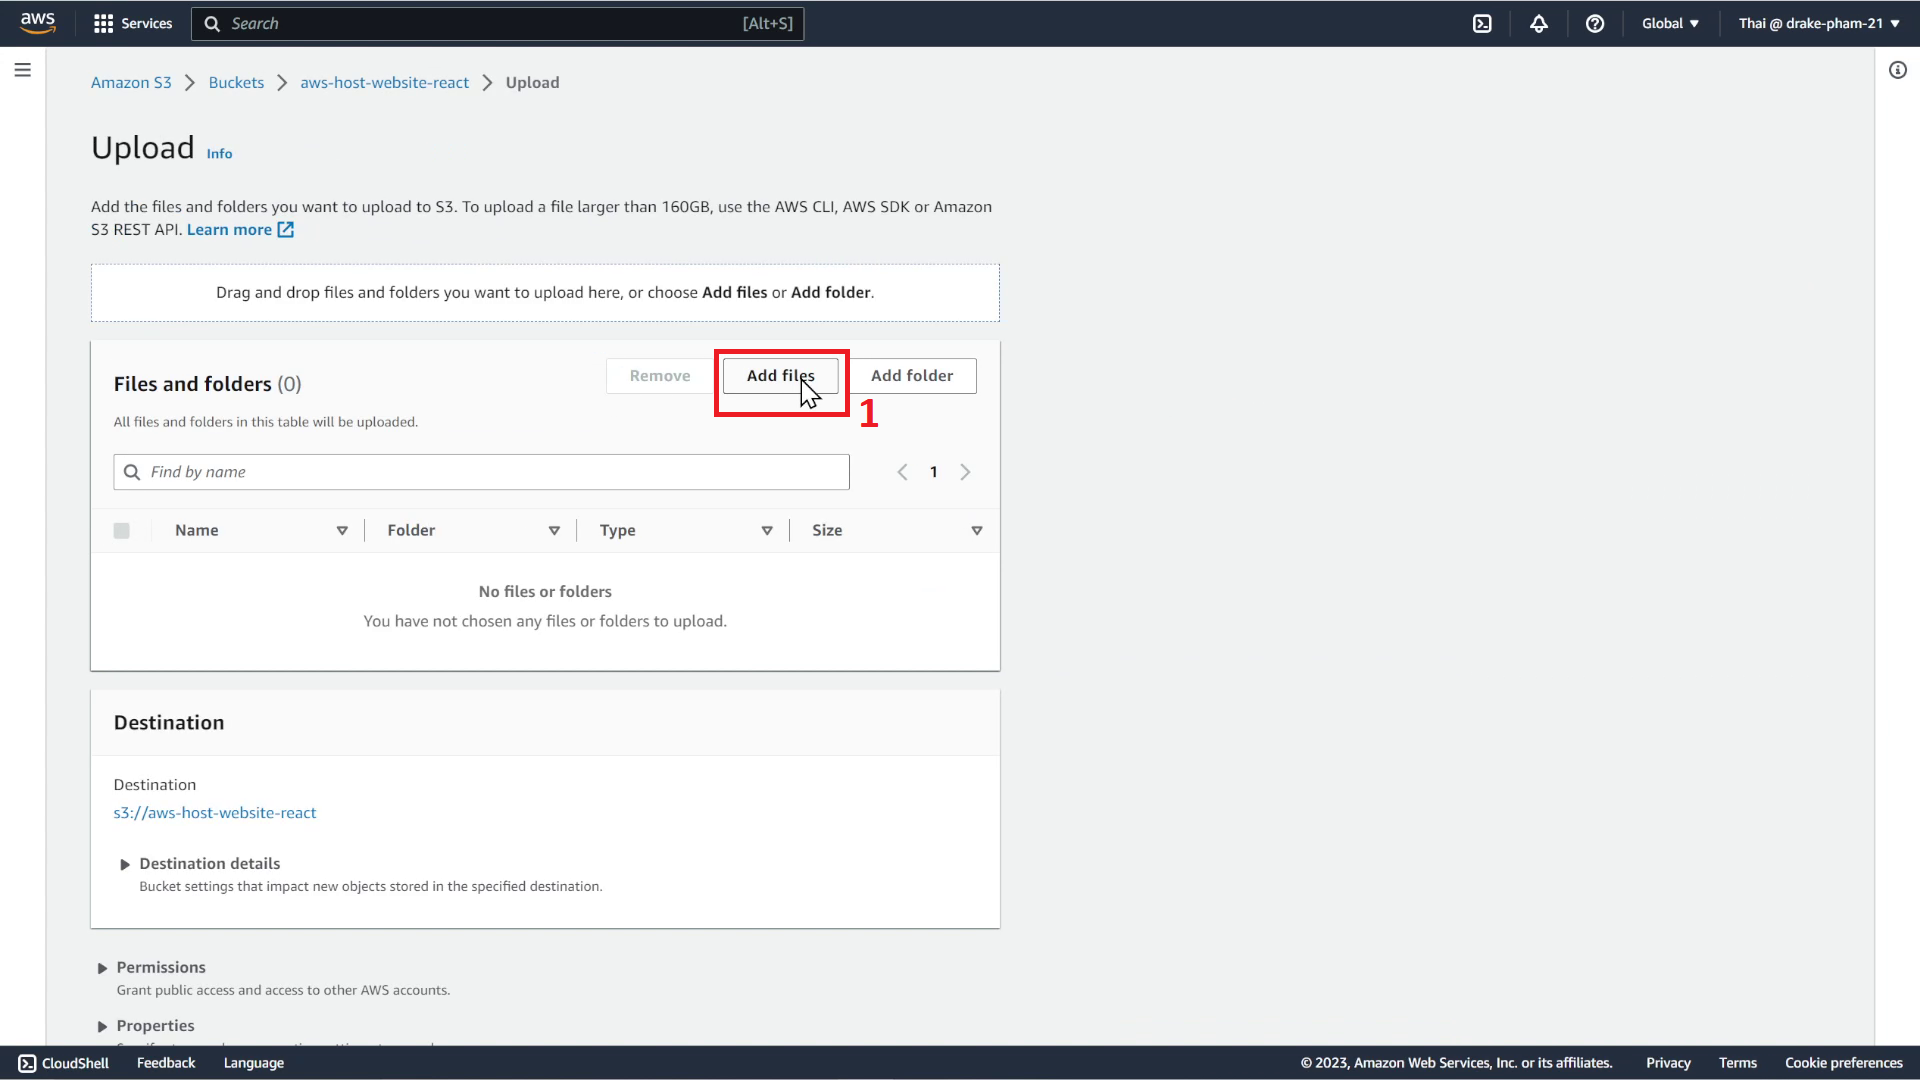 aws Services Search [Alt+S] Global Thai @ drake-pham-21
Amazon S3 Buckets aws-host-website-react Upload
Upload Info
Add the files and folders you want to upload to S3. To upload a file larger than 160GB, use the AWS CLI, AWS SDK or Amazon
S3 REST API. Learn more
Drag and drop files and folders you want to upload here, or choose Add files or Add folder.
Files and folders (0) Remove Add files Add folder
1
All files and folders in this table will be uploaded.
Find by name 1
Name Folder Type Size
No files or folders
You have not chosen any files or folders to upload.
Destination
Destination
s3://aws-host-website-react
Destination details
Bucket settings that impact new objects stored in the specified destination.
Permissions
Grant public access and access to other AWS accounts.
Properties
CloudShell Feedback Language © 2023, Amazon Web Services, Inc. or its affiliates. Privacy Terms Cookie preferences